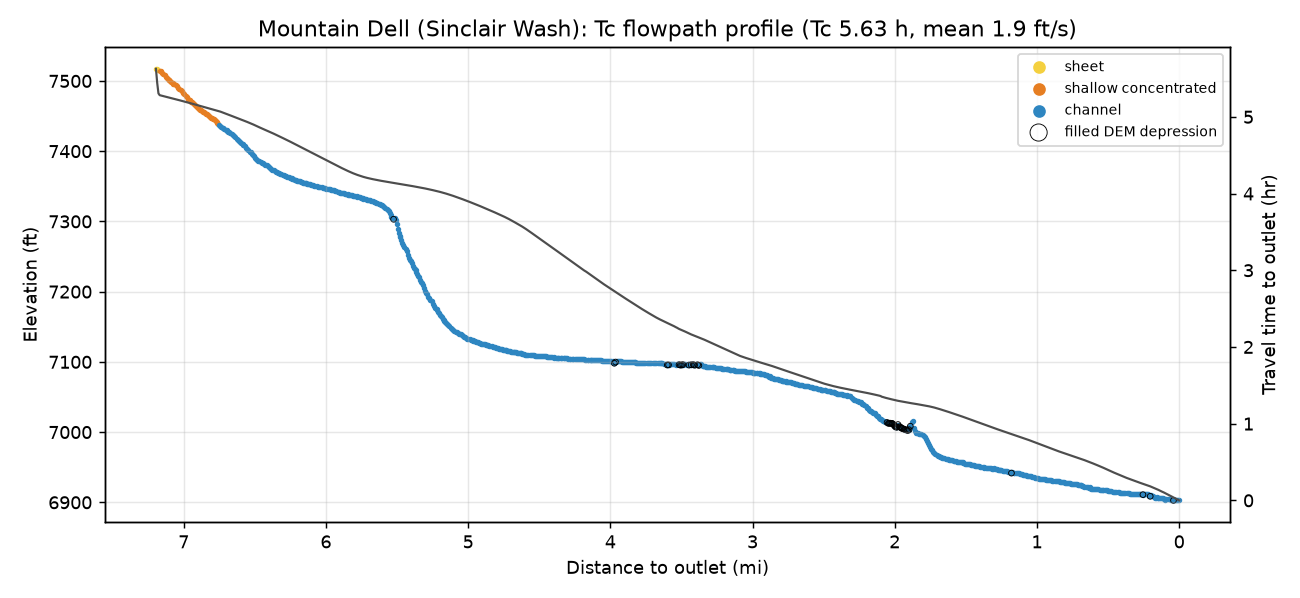 Mountain Dell (Sinclair Wash): Tc flowpath profile (Tc 5.63 h, mean 1.9 ft/s)
sheet
shallow concentrated
channel
filled DEM depression
Elevation (ft)
7500
7400
7300
7200
7100
7000
6900
5
4
3
2
1
0
Travel time to outlet (hr)
7 6 5 4 3 2 1 0
Distance to outlet (mi)